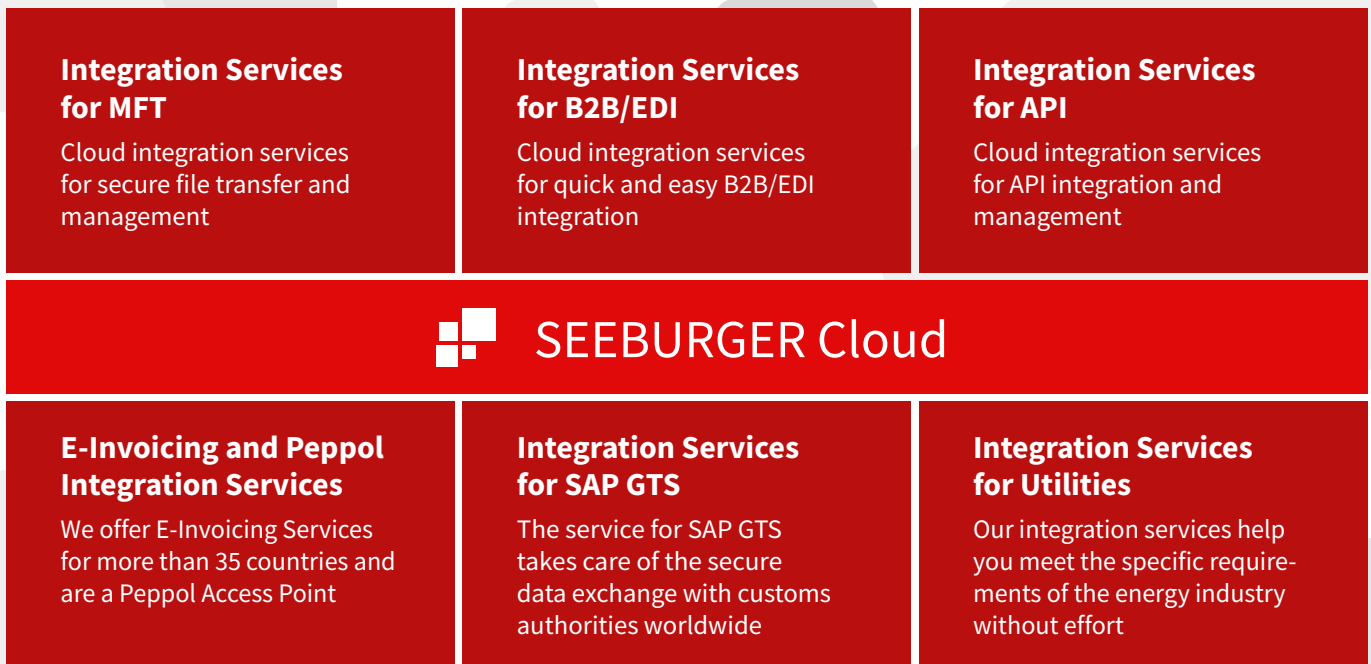 Integration Services
for MFT
Cloud integration services
for secure file transfer and
management
Integration Services
for B2B/EDI
Cloud integration services
for quick and easy B2B/EDI
integration
Integration Services
for API
Cloud integration services
for API integration and
management
SEEBURGER Cloud
E-Invoicing and Peppol
Integration Services
We offer E-Invoicing Services
for more than 35 countries and
are a Peppol Access Point
Integration Services
for SAP GTS
The service for SAP GTS
takes care of the secure
data exchange with customs
authorities worldwide
Integration Services
for Utilities
Our integration services help
you meet the specific require-
ments of the energy industry
without effort